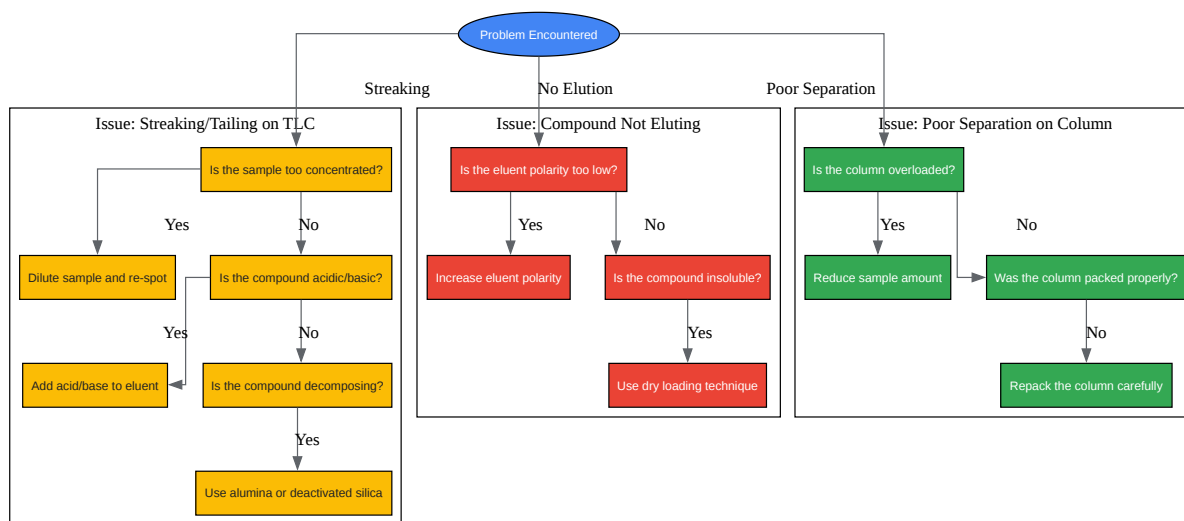 Problem Encountered
Streaking
No Elution
Poor Separation
Issue: Streaking/Tailing on TLC
Is the sample too concentrated?
Yes
No
Dilute sample and re-spot
Is the compound acidic/basic?
Yes
No
Add acid/base to eluent
Is the compound decomposing?
Yes
Use alumina or deactivated silica
Issue: Compound Not Eluting
Is the eluent polarity too low?
Yes
No
Increase eluent polarity
Is the compound insoluble?
Yes
Use dry loading technique
Issue: Poor Separation on Column
Is the column overloaded?
Yes
No
Reduce sample amount
Was the column packed properly?
No
Repack the column carefully